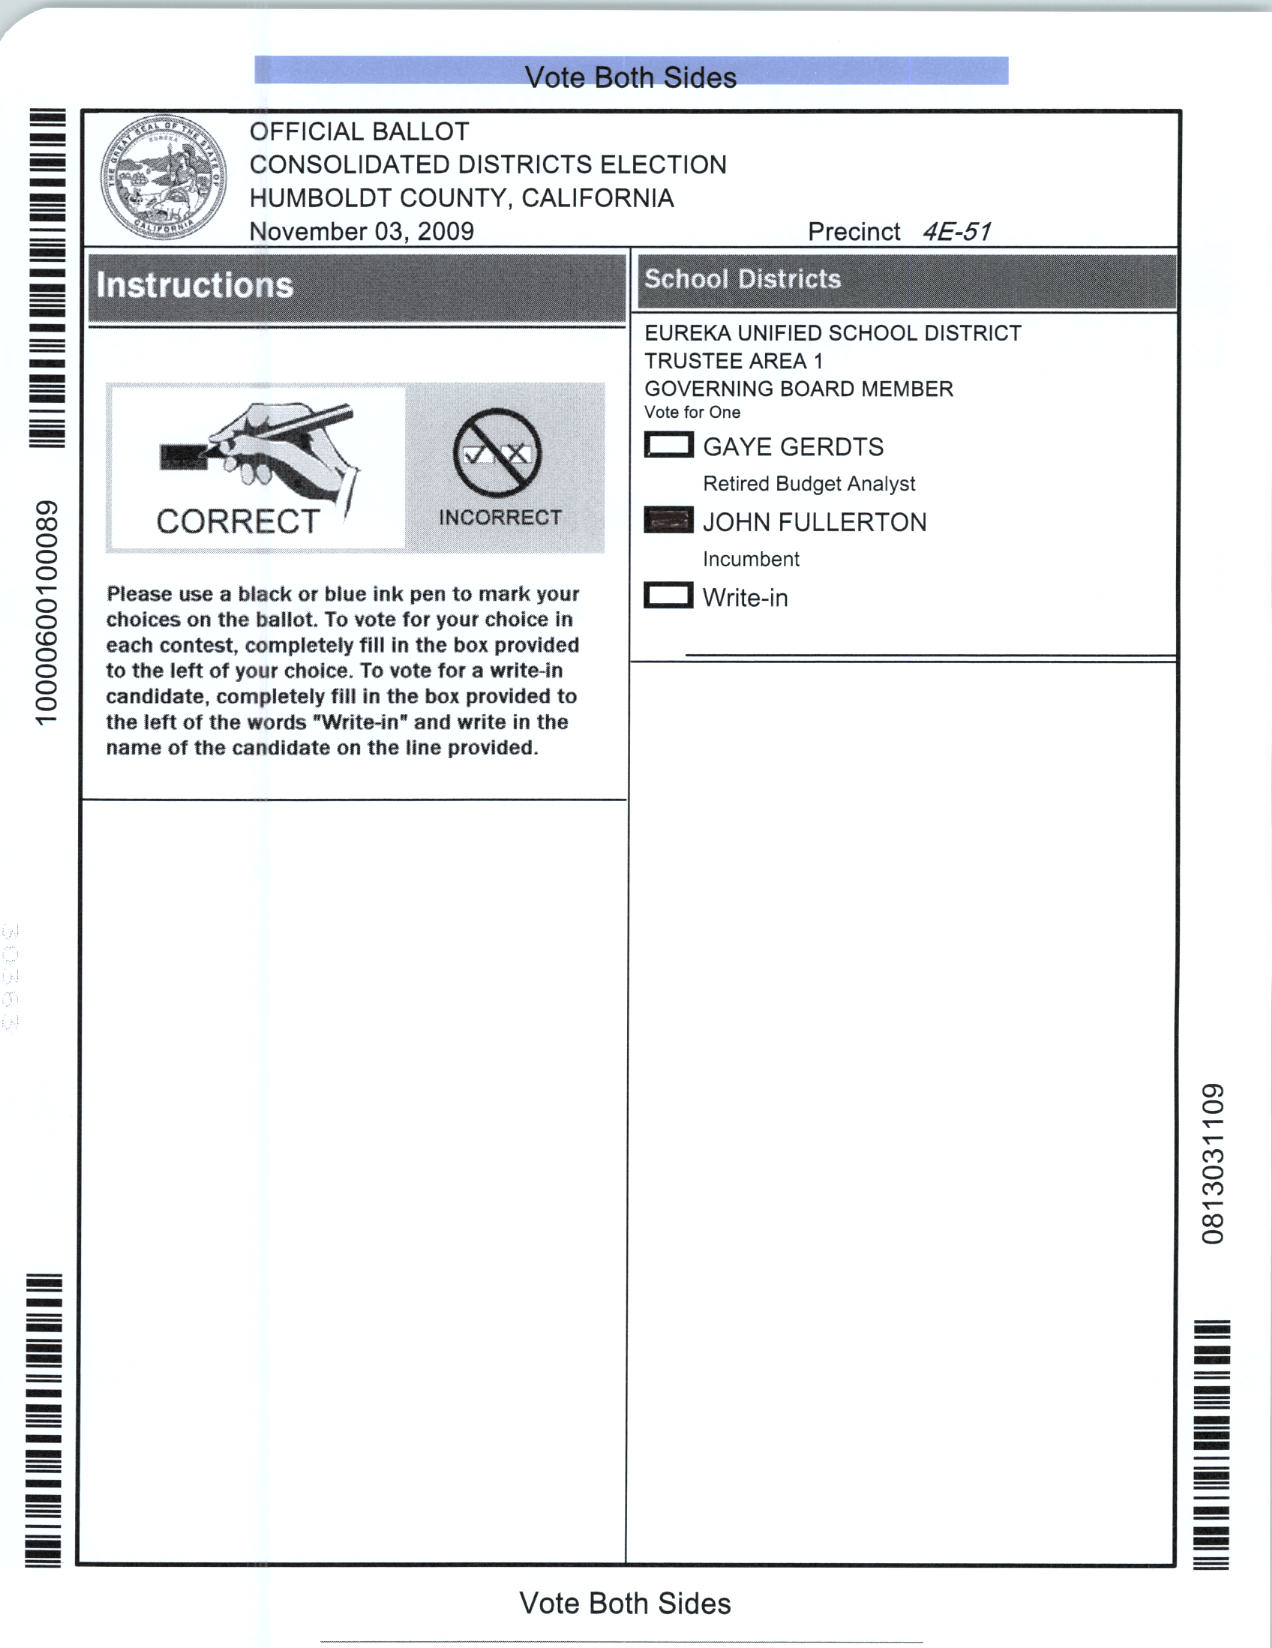 Vote Both Sides
OFFICIAL BALLOT
CONSOLIDATED DISTRICTS ELECTION
HUMBOLDT COUNTY, CALIFORNIA
November 03, 2009
Precinct 4E-51
THE GREAT SEAL OF THE STATE OF CALIFORNIA
EUREKA
Instructions
CORRECT
INCORRECT
Please use a black or blue ink pen to mark your
choices on the ballot. To vote for your choice in
each contest, completely fill in the box provided
to the left of your choice. To vote for a write-in
candidate, completely fill in the box provided to
the left of the words "Write-in" and write in the
name of the candidate on the line provided.
School Districts
EUREKA UNIFIED SCHOOL DISTRICT
TRUSTEE AREA 1
GOVERNING BOARD MEMBER
Vote for One
GAYE GERDTS
Retired Budget Analyst
JOHN FULLERTON
Incumbent
Write-in
10000600100089
30363
0813031109
Vote Both Sides